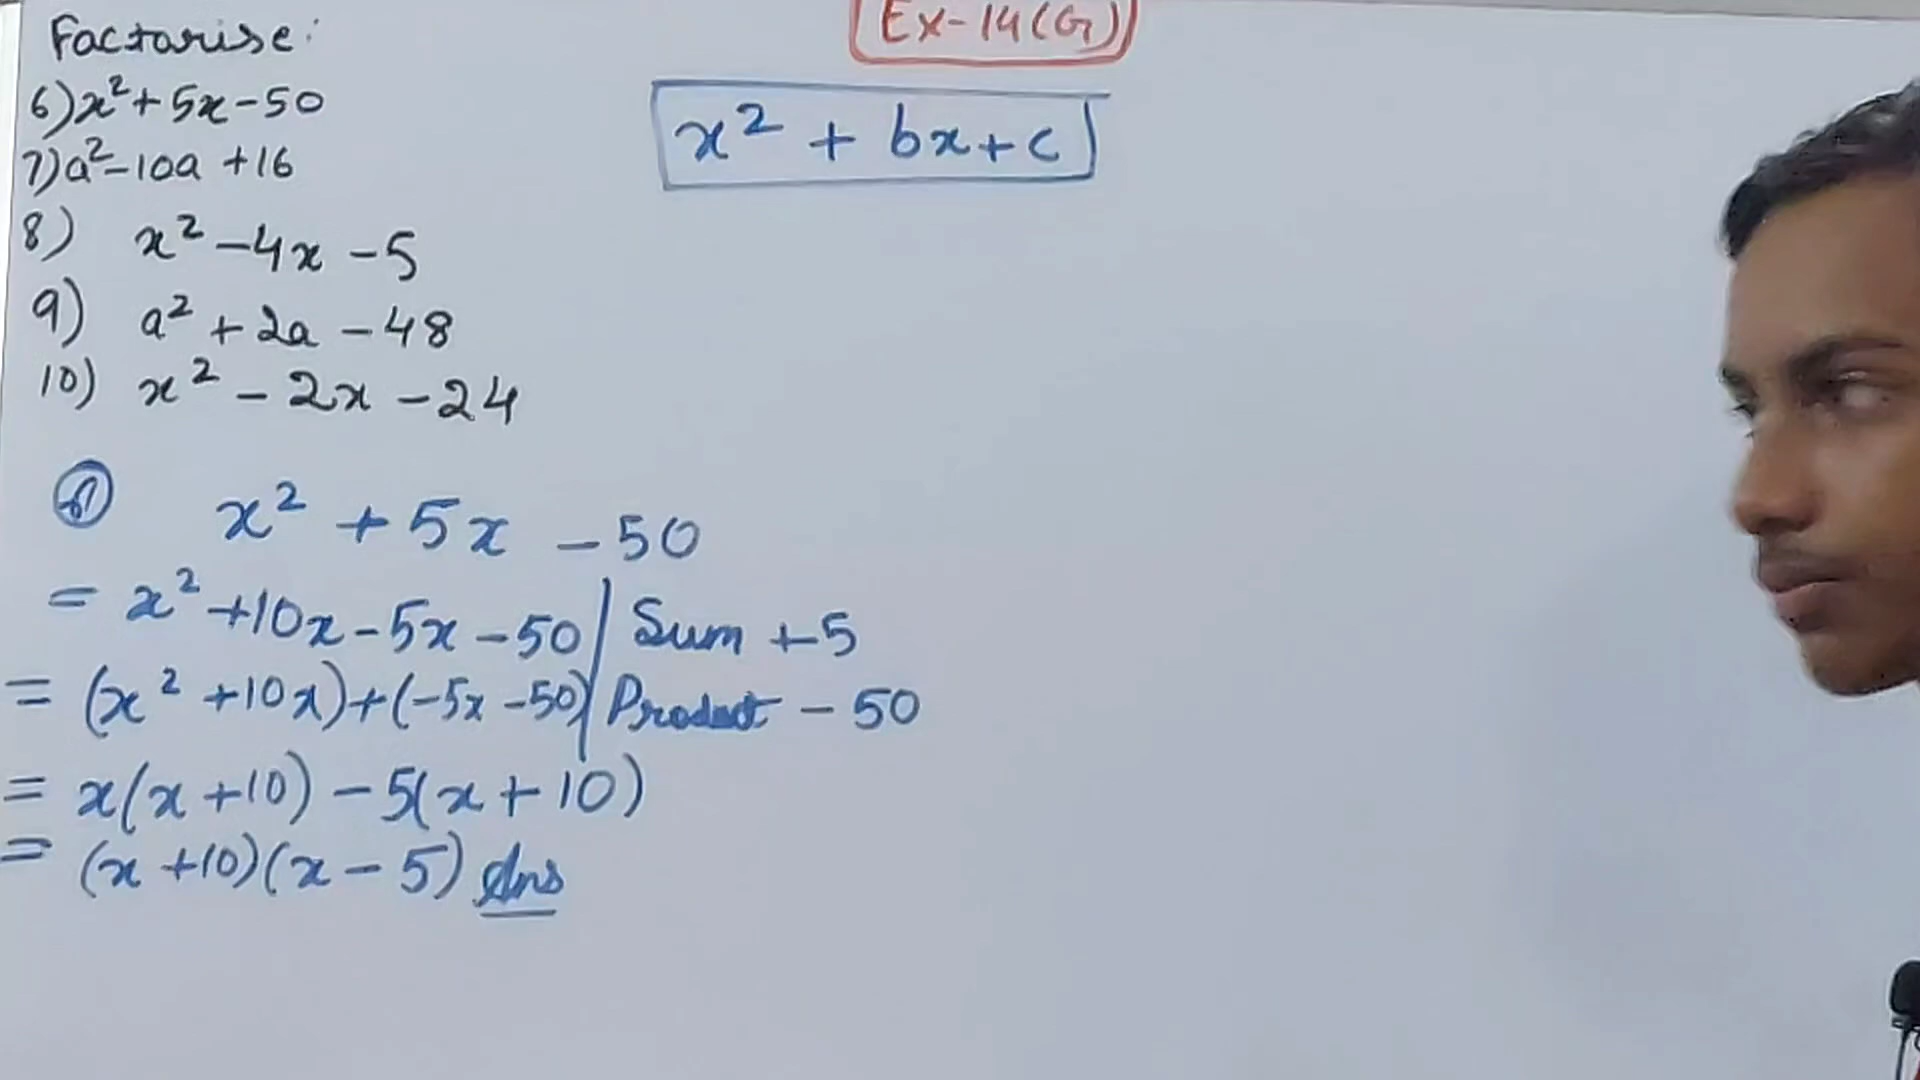 Ex-14(G)
Factorise:
6) x² + 5x - 50
7) a² - 10a + 16
8) x² - 4x - 5
9) a² + 2a - 48
10) x² - 2x - 24
x² + bx + c
6) x² + 5x - 50
= x² + 10x - 5x - 50 | Sum +5
= (x² + 10x) + (-5x - 50) | Product - 50
= x(x + 10) - 5(x + 10)
= (x + 10)(x - 5) Ans